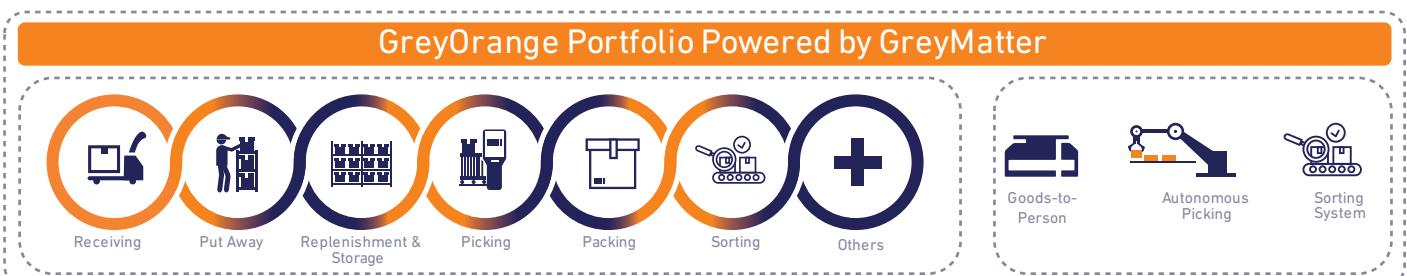 GreyOrange Portfolio Powered by GreyMatter
Receiving
Put Away
Replenishment &
Storage
Picking
Packing
Sorting
Others
Goods-to-
Person
Autonomous
Picking
Sorting
System